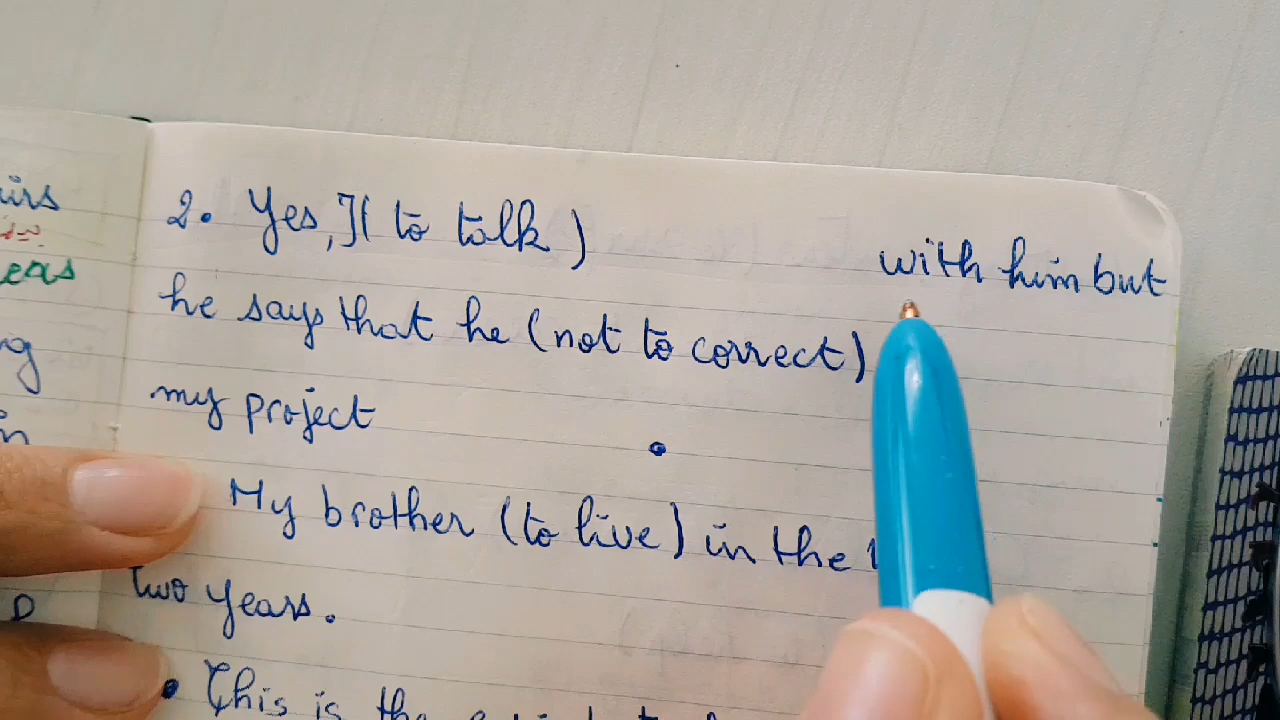 2. Yes, I ( to talk ) with him but
he says that he (not to correct)
my project
My brother (to live) in the
two years.
• This is the